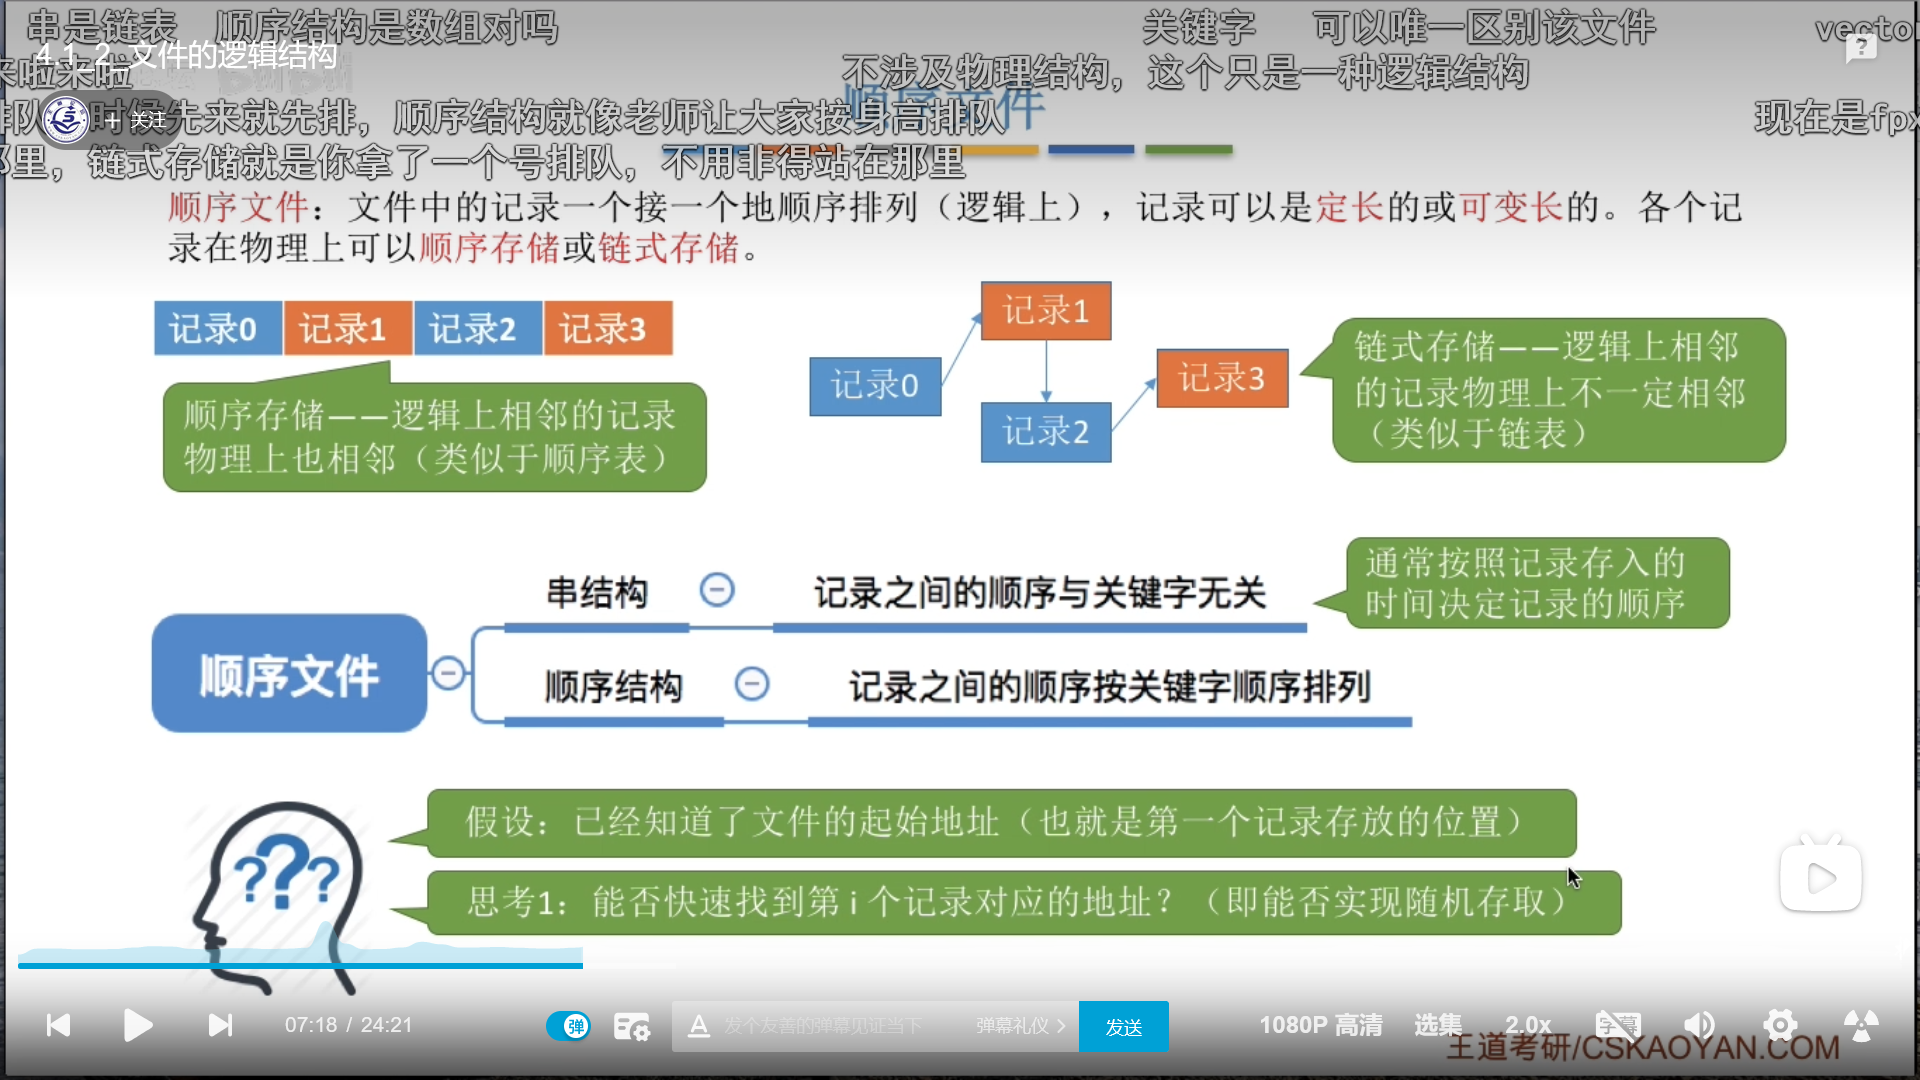 串是链表 顺序结构是数组对吗 关键字 可以唯一区别该文件 vecto
4.1_2_文件的逻辑结构
来啦来啦 不涉及物理结构，这个只是一种逻辑结构
顺序文件
排队 时候先来就先排，顺序结构就像老师让大家按身高排队 现在是fpx
+ 关注
那里，链式存储就是你拿了一个号排队，不用非得站在那里
顺序文件：文件中的记录一个接一个地顺序排列（逻辑上），记录可以是定长的或可变长的。各个记
录在物理上可以顺序存储或链式存储。
记录0 记录1 记录2 记录3
顺序存储——逻辑上相邻的记录
物理上也相邻（类似于顺序表）
记录1
记录0
记录3
记录2
链式存储——逻辑上相邻
的记录物理上不一定相邻
（类似于链表）
串结构 记录之间的顺序与关键字无关
通常按照记录存入的
时间决定记录的顺序
顺序文件
顺序结构 记录之间的顺序按关键字顺序排列
???
假设：已经知道了文件的起始地址（也就是第一个记录存放的位置）
思考1：能否快速找到第 i 个记录对应的地址？（即能否实现随机存取）
07:18 / 24:21 弹 A 发个友善的弹幕见证当下 弹幕礼仪 > 发送 1080P 高清 选集 2.0x 字幕
王道考研/CSKAOYAN.COM